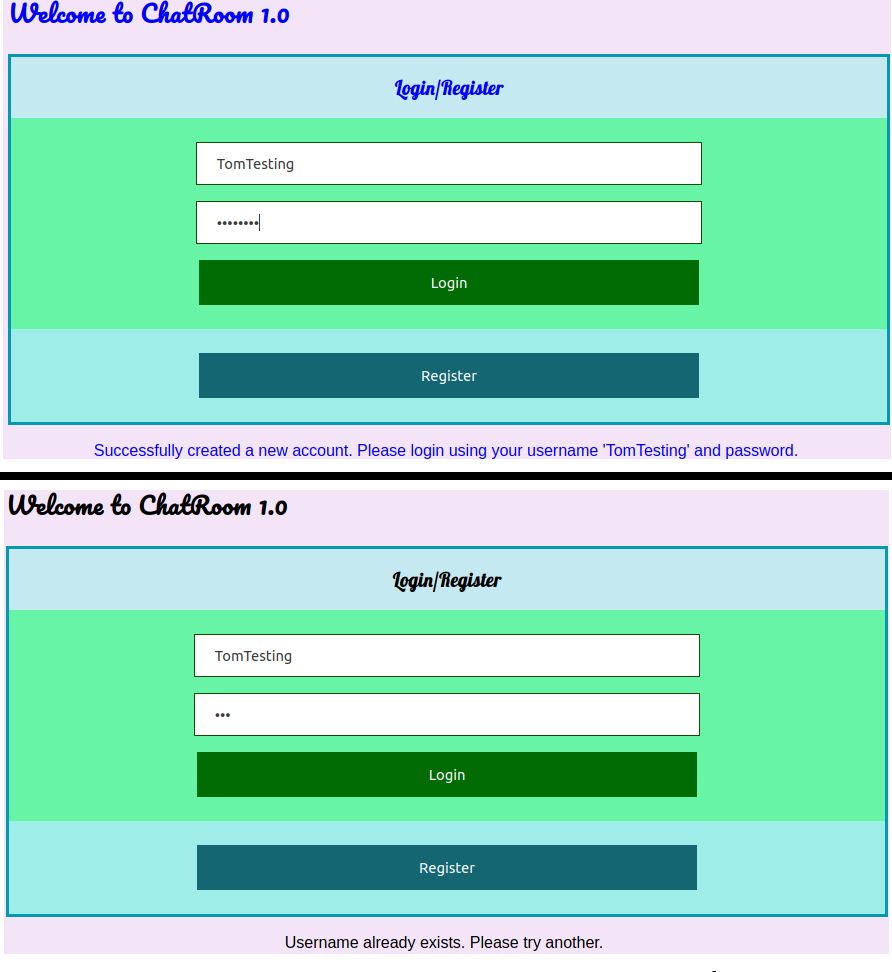 Welcome to ChatRoom 1.0
Login/Register
TomTesting
••••••••
Login
Register
Successfully created a new account. Please login using your username 'TomTesting' and password.
Welcome to ChatRoom 1.0
Login/Register
TomTesting
•••
Login
Register
Username already exists. Please try another.